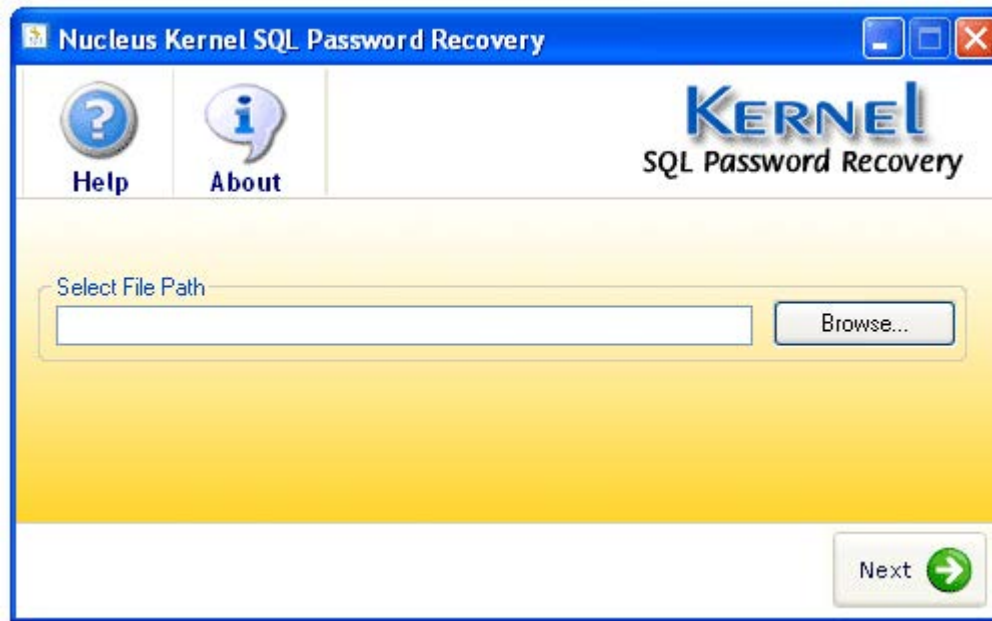 Nucleus Kernel SQL Password Recovery
Help
About
KERNEl
SQL Password Recovery
Select File Path
Browse...
Next